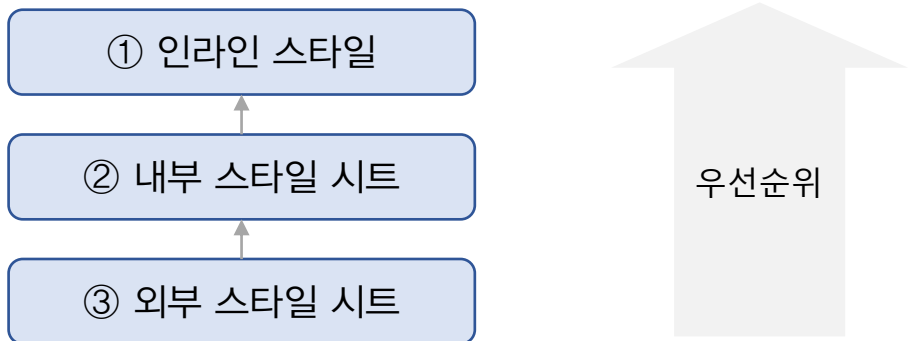 ① 인라인 스타일
② 내부 스타일 시트
우선순위
③ 외부 스타일 시트